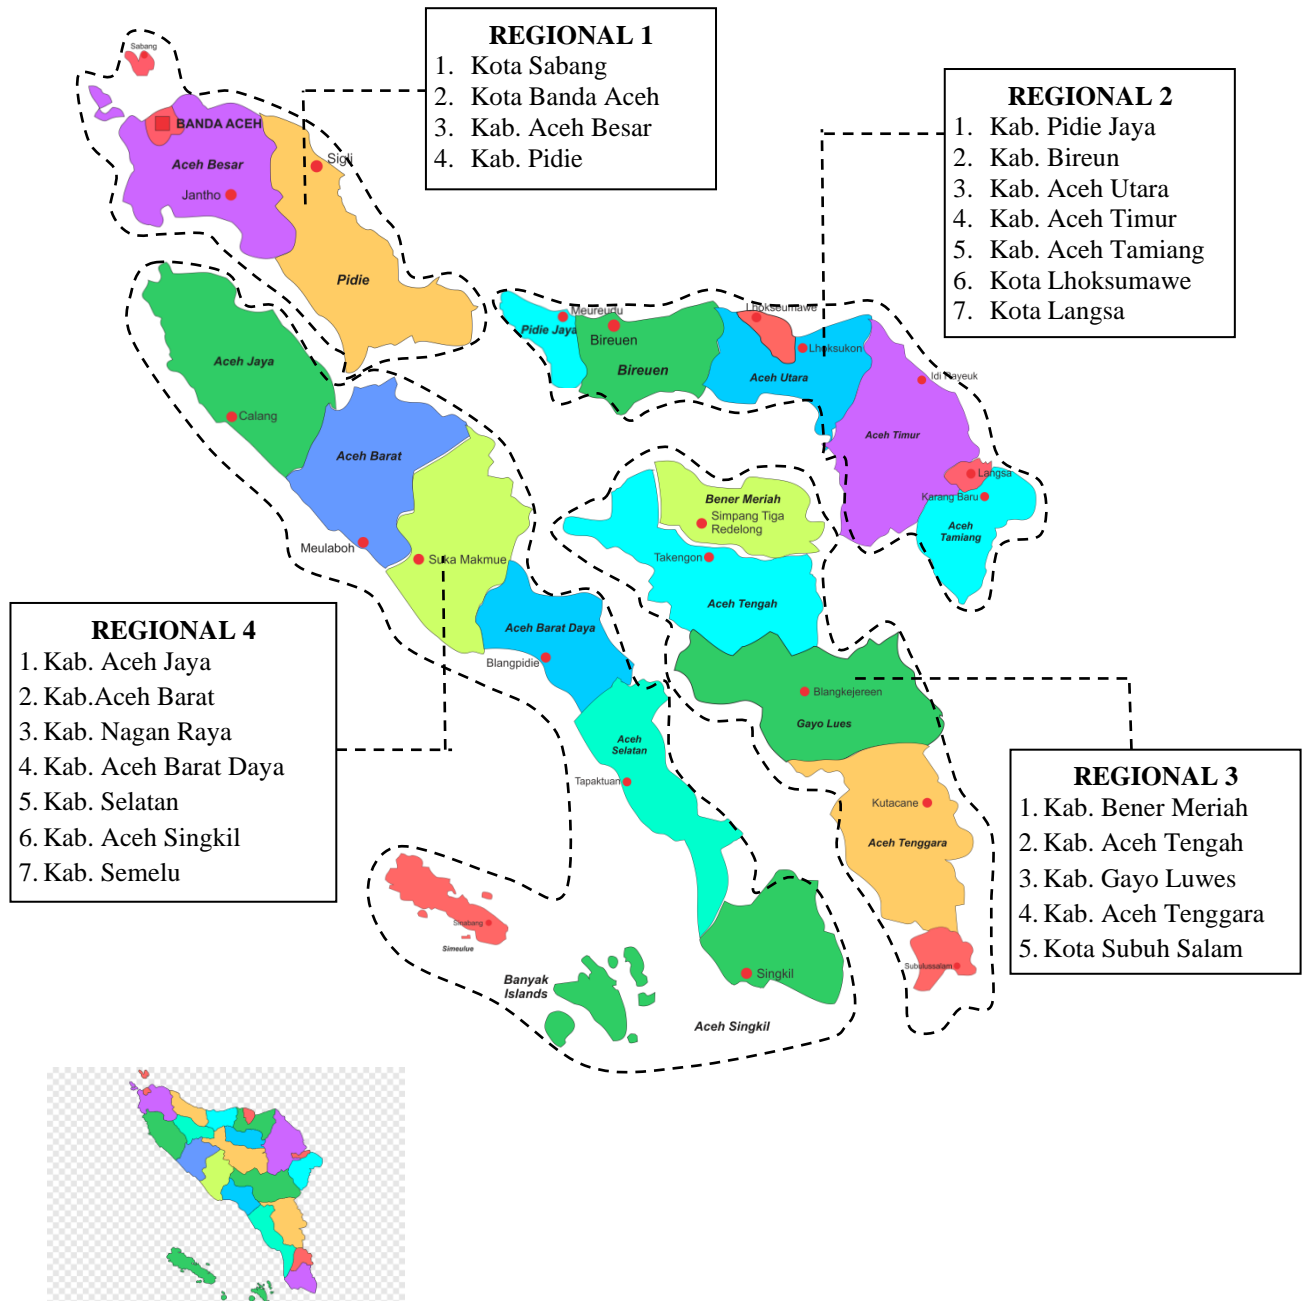 REGIONAL 1
1. Kota Sabang
2. Kota Banda Aceh
3. Kab. Aceh Besar
4. Kab. Pidie
REGIONAL 2
1. Kab. Pidie Jaya
2. Kab. Bireun
3. Kab. Aceh Utara
4. Kab. Aceh Timur
5. Kab. Aceh Tamiang
6. Kota Lhoksumawe
7. Kota Langsa
Sabang
BANDA ACEH
Aceh Besar
Jantho
Sigli
Pidie
Aceh Jaya
Calang
Aceh Barat
Meulaboh
Suka Makmue
Meureudu
Pidie Jaya
Bireuen
Bireuen
Lhokseumawe
Lhoksukon
Aceh Utara
Idi Rayeuk
Aceh Timur
Langsa
Karang Baru
Aceh
Tamiang
Bener Meriah
Simpang Tiga
Redelong
Takengon
Aceh Tengah
Aceh Barat Daya
Blangpidie
Blangkejereen
Gayo Lues
Aceh
Selatan
Tapaktuan
Kutacane
Aceh Tenggara
Subulussalam
Sinabang
Simeulue
Banyak
Islands
Singkil
Aceh Singkil
REGIONAL 4
1. Kab. Aceh Jaya
2. Kab.Aceh Barat
3. Kab. Nagan Raya
4. Kab. Aceh Barat Daya
5. Kab. Selatan
6. Kab. Aceh Singkil
7. Kab. Semelu
REGIONAL 3
1. Kab. Bener Meriah
2. Kab. Aceh Tengah
3. Kab. Gayo Luwes
4. Kab. Aceh Tenggara
5. Kota Subuh Salam